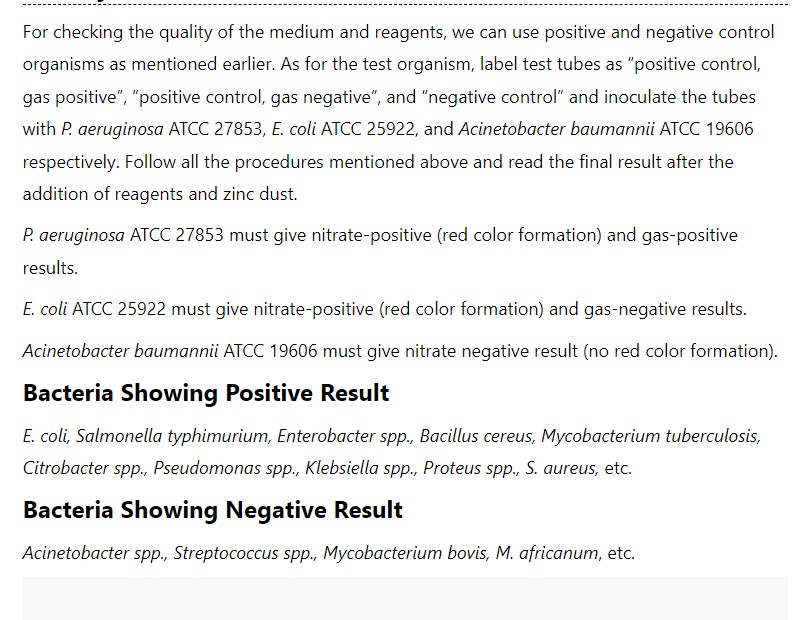 For checking the quality of the medium and reagents, we can use positive and negative control
organisms as mentioned earlier. As for the test organism, label test tubes as “positive control,
gas positive”, “positive control, gas negative”, and “negative control” and inoculate the tubes
with P. aeruginosa ATCC 27853, E. coli ATCC 25922, and Acinetobacter baumannii ATCC 19606
respectively. Follow all the procedures mentioned above and read the final result after the
addition of reagents and zinc dust.
P. aeruginosa ATCC 27853 must give nitrate-positive (red color formation) and gas-positive
results.
E. coli ATCC 25922 must give nitrate-positive (red color formation) and gas-negative results.
Acinetobacter baumannii ATCC 19606 must give nitrate negative result (no red color formation).
Bacteria Showing Positive Result
E. coli, Salmonella typhimurium, Enterobacter spp., Bacillus cereus, Mycobacterium tuberculosis,
Citrobacter spp., Pseudomonas spp., Klebsiella spp., Proteus spp., S. aureus, etc.
Bacteria Showing Negative Result
Acinetobacter spp., Streptococcus spp., Mycobacterium bovis, M. africanum, etc.